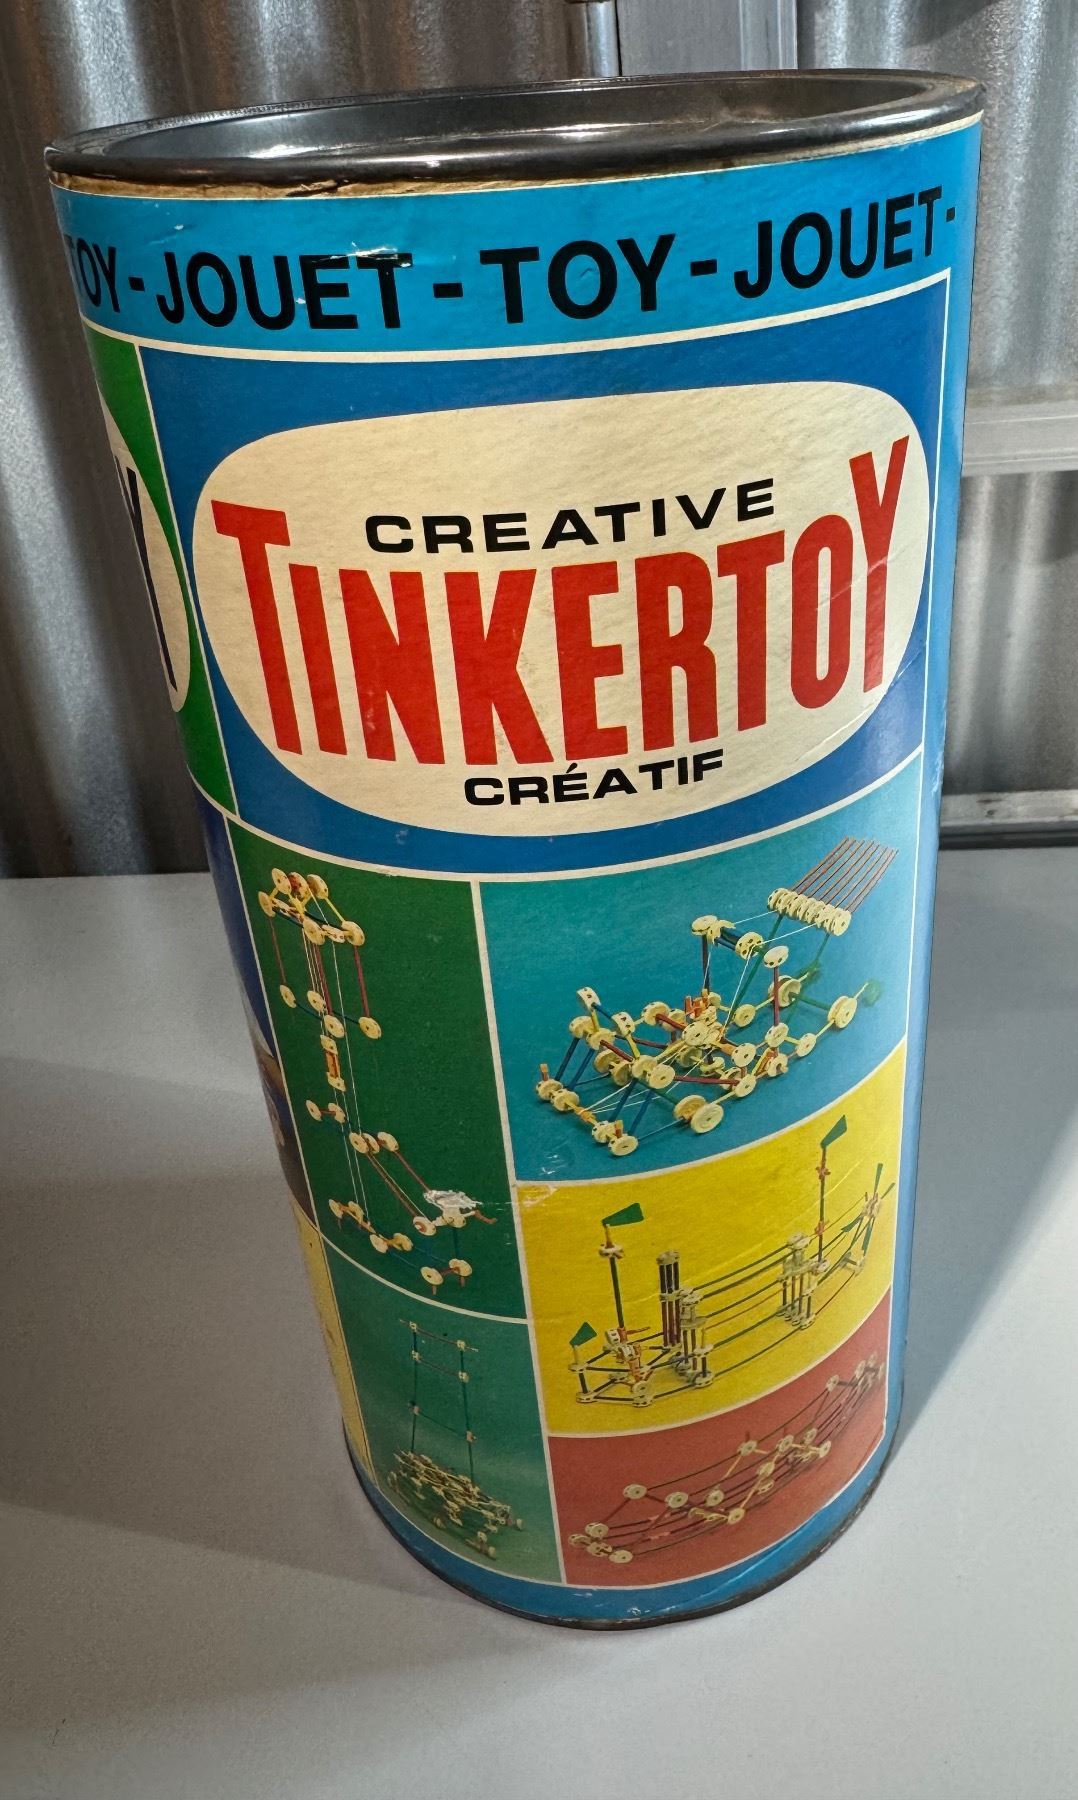 TOY - JOUET - TOY - JOUET -
CREATIVE
TINKERTOY
CRÉATIF